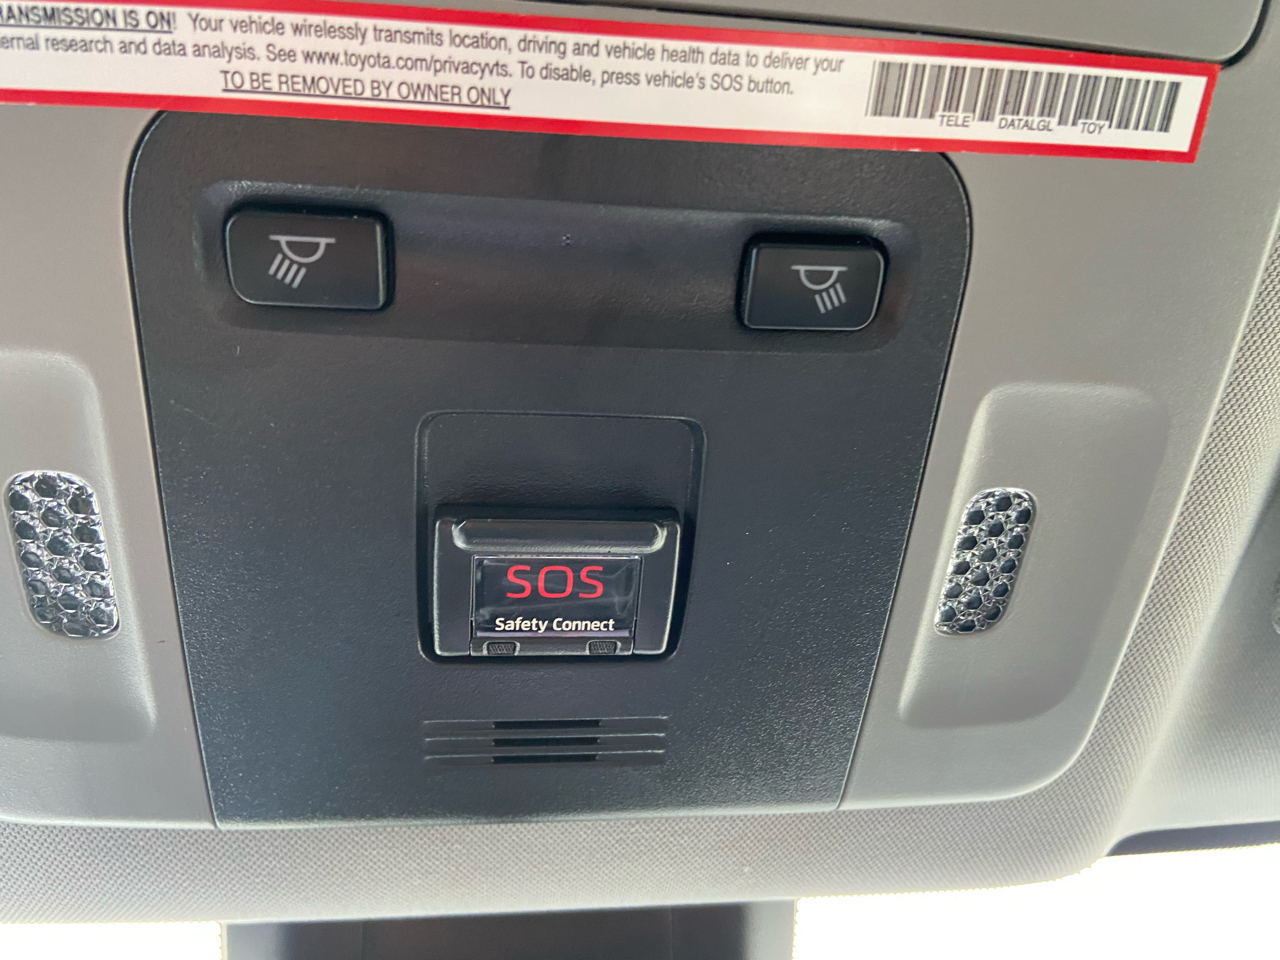 TRANSMISSION IS ON! Your vehicle wirelessly transmits location, driving and vehicle health data to deliver your
research and data analysis. See www.toyota.com/privacyvts. To disable, press vehicle's SOS button.
TO BE REMOVED BY OWNER ONLY
TELE DATALGL TOY
SOS
Safety Connect